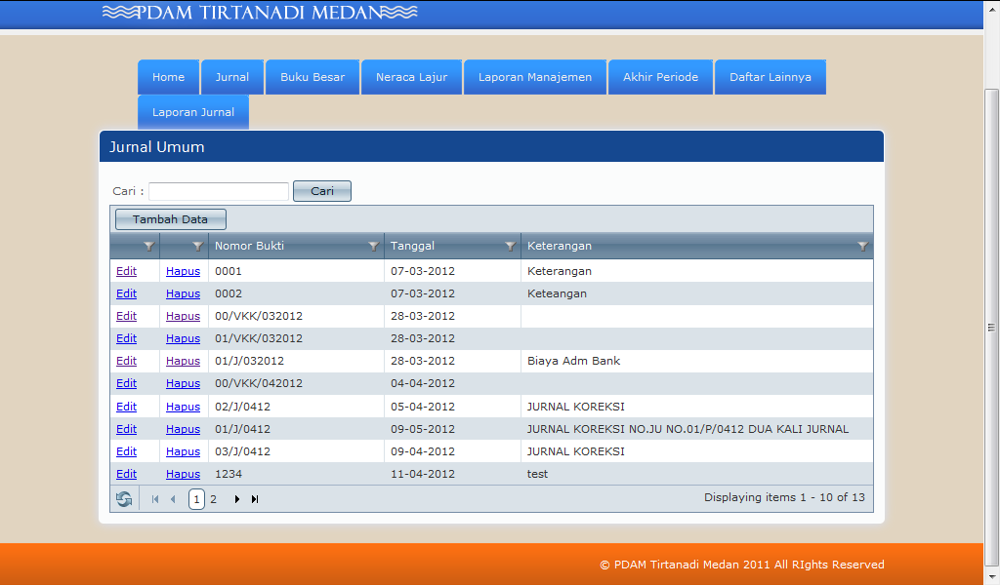 PDAM TIRTANADI MEDAN
Home Jurnal Buku Besar Neraca Lajur Laporan Manajemen Akhir Periode Daftar Lainnya
Laporan Jurnal
Jurnal Umum
Cari : Cari
Tambah Data
Nomor Bukti Tanggal Keterangan
Edit Hapus 0001 07-03-2012 Keterangan
Edit Hapus 0002 07-03-2012 Keteangan
Edit Hapus 00/VKK/032012 28-03-2012
Edit Hapus 01/VKK/032012 28-03-2012
Edit Hapus 01/J/032012 28-03-2012 Biaya Adm Bank
Edit Hapus 00/VKK/042012 04-04-2012
Edit Hapus 02/J/0412 05-04-2012 JURNAL KOREKSI
Edit Hapus 01/J/0412 09-05-2012 JURNAL KOREKSI NO.JU NO.01/P/0412 DUA KALI JURNAL
Edit Hapus 03/J/0412 09-04-2012 JURNAL KOREKSI
Edit Hapus 1234 11-04-2012 test
1 2 Displaying items 1 - 10 of 13
© PDAM Tirtanadi Medan 2011 All RIghts Reserved